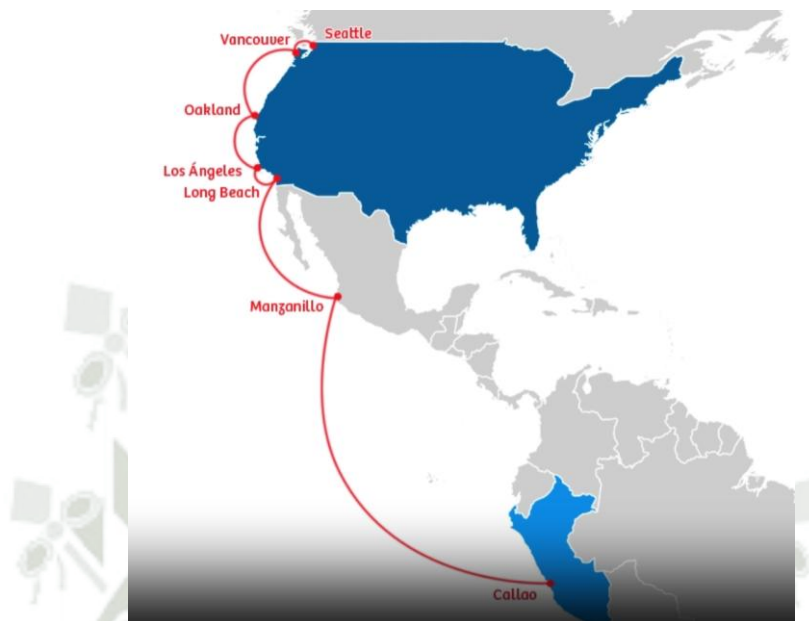 Vancouver
Seattle
Oakland
Los Ángeles
Long Beach
Manzanillo
Callao